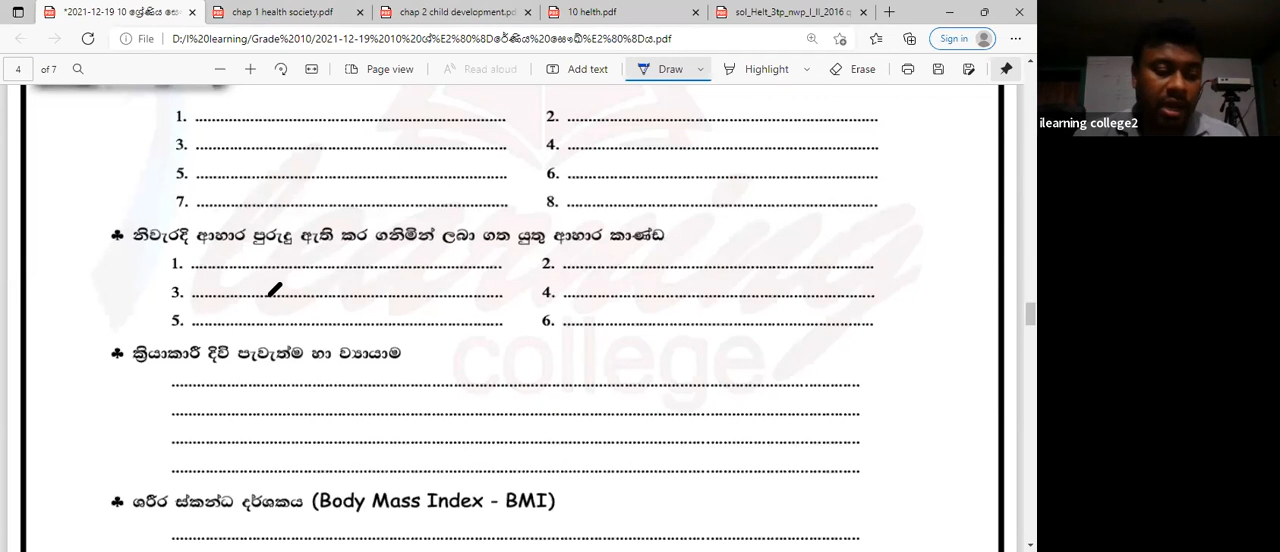 *2021-12-19 10 ශ්‍රේණිය සෞ
chap 1 health society.pdf
chap 2 child development.pd
10 helth.pdf
sol_Helt_3tp_nwp_I_II_2016 q
File D:/I%20learning/Grade%2010/2021-12-19%2010%20ශ්%E2%80%8Dරේණිය%20සෞඛ්%E2%80%8Dය.pdf
Sign in
4 of 7
Page view
Read aloud
Add text
Draw
Highlight
Erase
1. 2.
3. 4.
5. 6.
7. 8.
♣ නිවැරදි ආහාර පුරුදු ඇති කර ගනිමින් ලබා ගත යුතු ආහාර කාණ්ඩ
1. 2.
3. 4.
5. 6.
♣ ක්‍රියාකාරී දිවි පැවැත්ම හා ව්‍යායාම
♣ ශරීර ස්කන්ධ දර්ශකය (Body Mass Index - BMI)
learning
college
ilearning college2